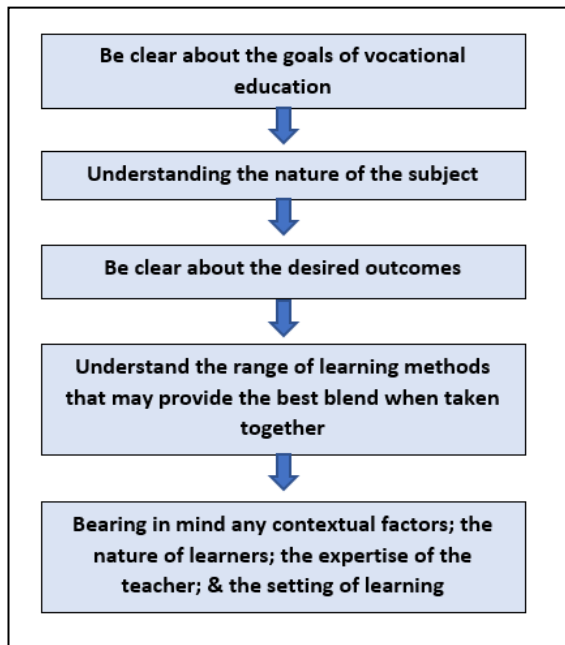 Be clear about the goals of vocational
education
Understanding the nature of the subject
Be clear about the desired outcomes
Understand the range of learning methods
that may provide the best blend when taken
together
Bearing in mind any contextual factors; the
nature of learners; the expertise of the
teacher; & the setting of learning